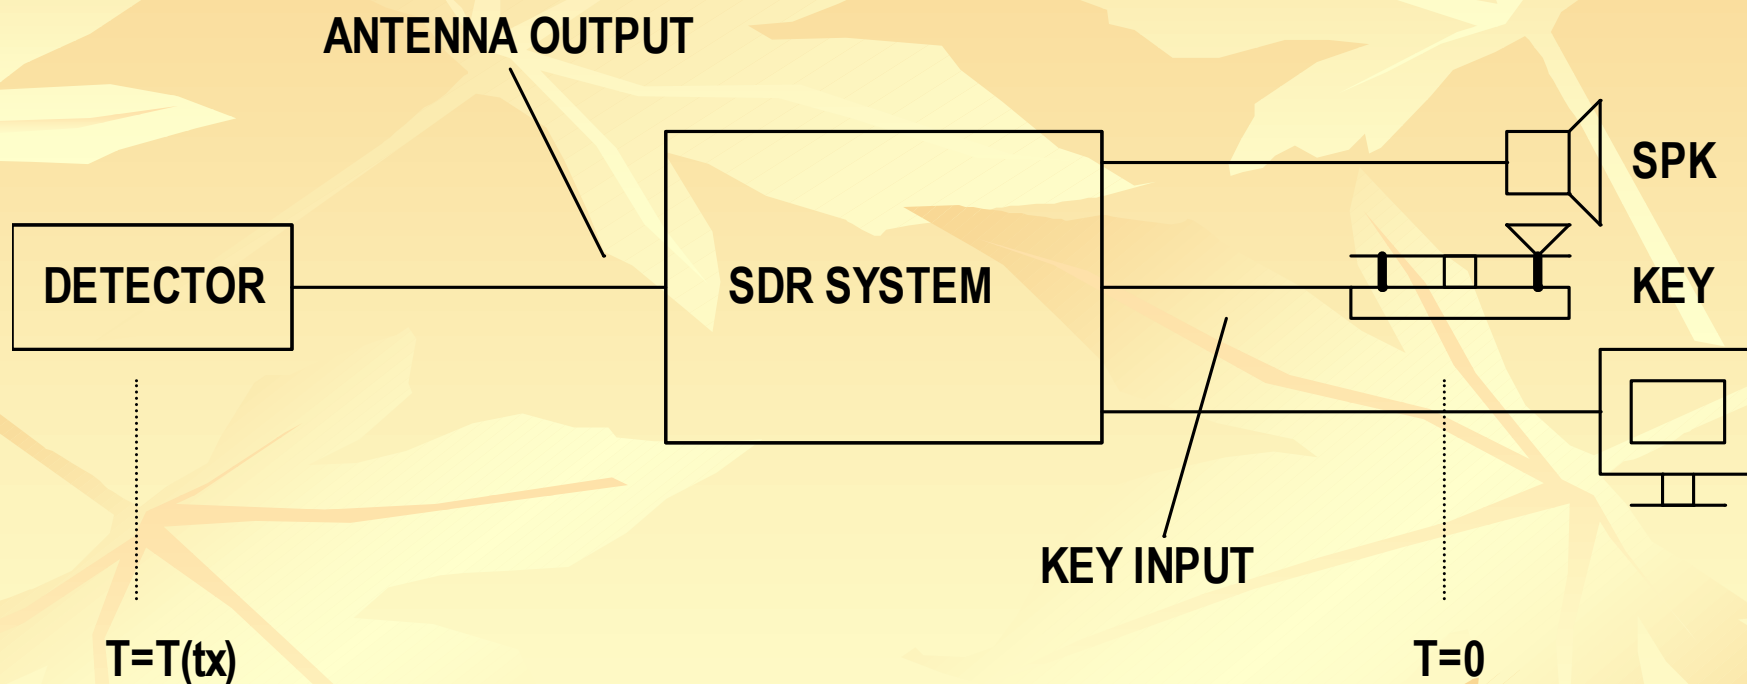 ANTENNA OUTPUT
SPK
DETECTOR
SDR SYSTEM
KEY
KEY INPUT
T=T(tx)
T=0